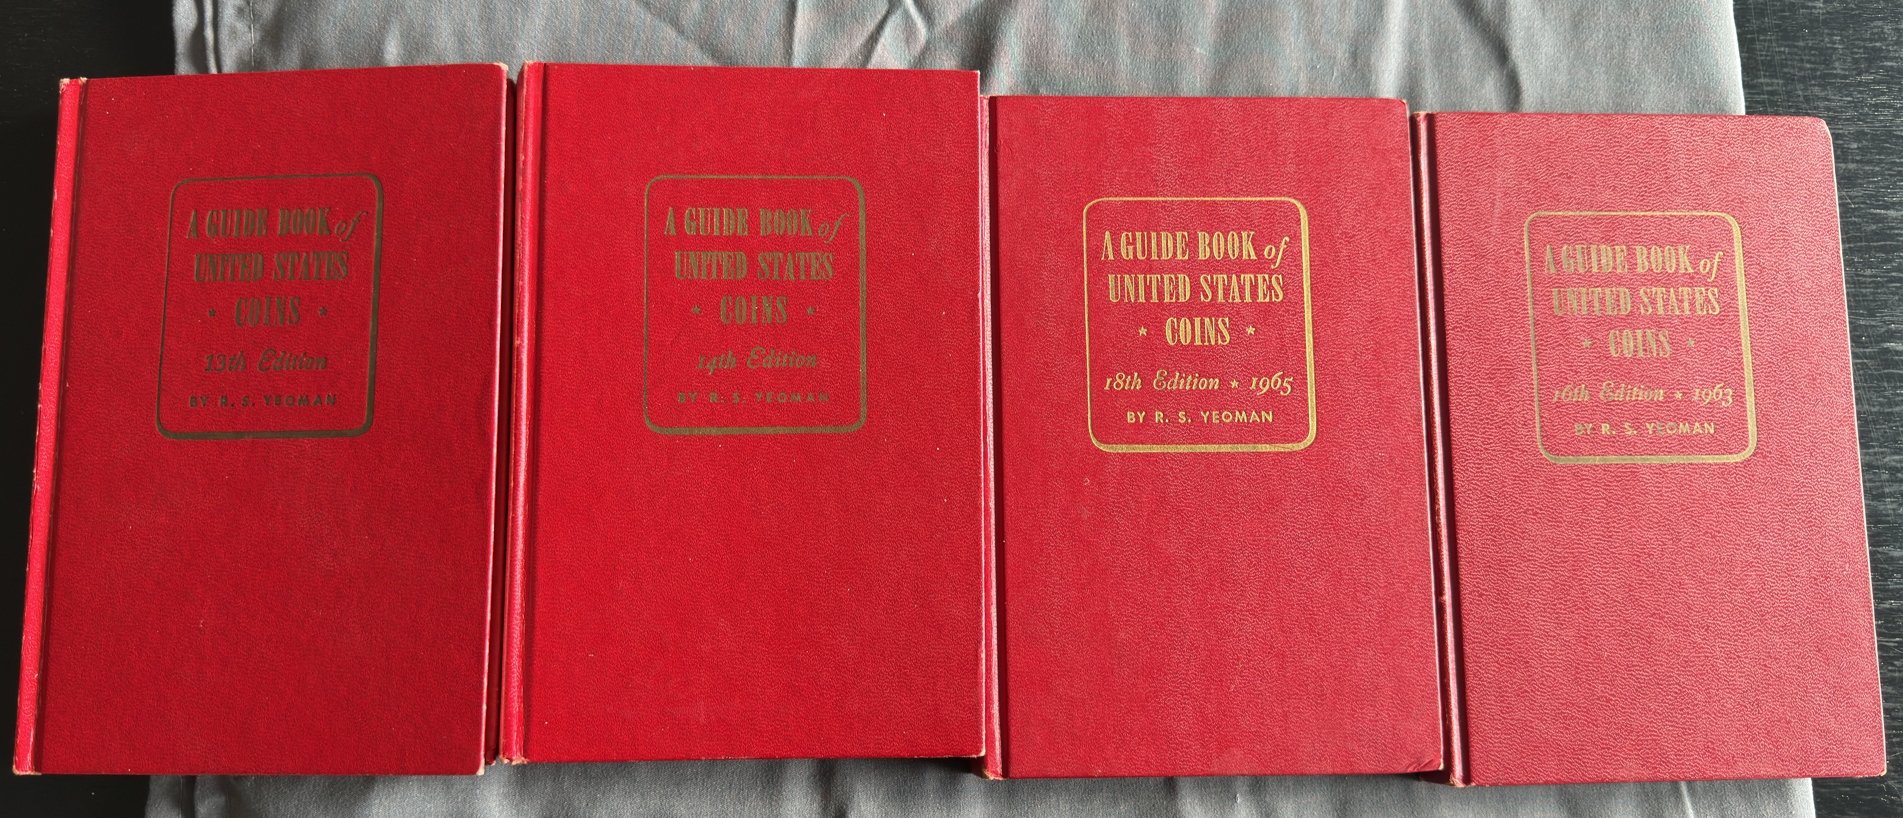 A GUIDE BOOK of
UNITED STATES
* COINS *
13th Edition
BY R. S. YEOMAN
A GUIDE BOOK of
UNITED STATES
* COINS *
14th Edition
BY R. S. YEOMAN
A GUIDE BOOK of
UNITED STATES
* COINS *
18th Edition * 1965
BY R. S. YEOMAN
A GUIDE BOOK of
UNITED STATES
* COINS *
16th Edition * 1963
BY R. S. YEOMAN